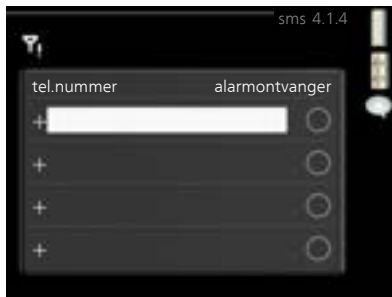 sms 4.1.4
tel.nummer alarmontvanger
+
+
+
+